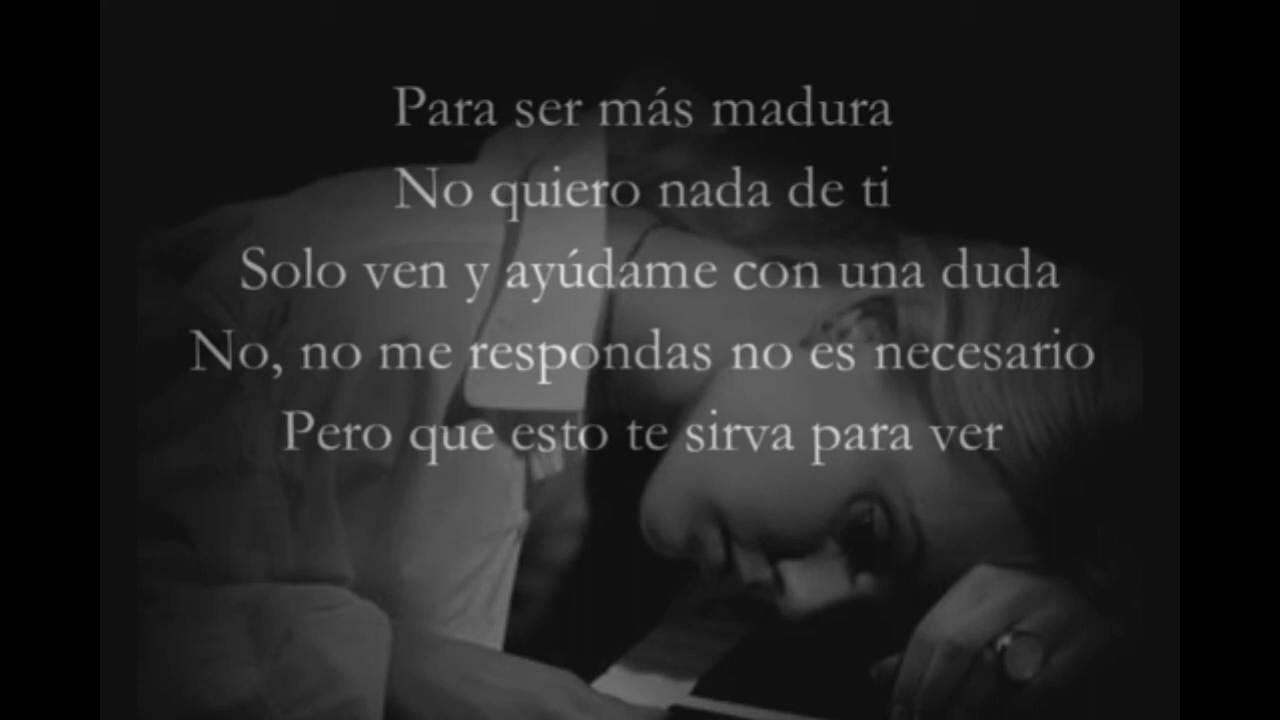 Para ser más madura
No quiero nada de ti
Solo ven y ayúdame con una duda
No, no me respondas no es necesario
Pero que esto te sirva para ver